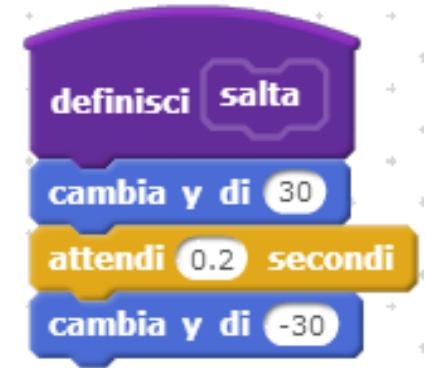 definisci salta
cambia y di 30
attendi 0.2 secondi
cambia y di -30